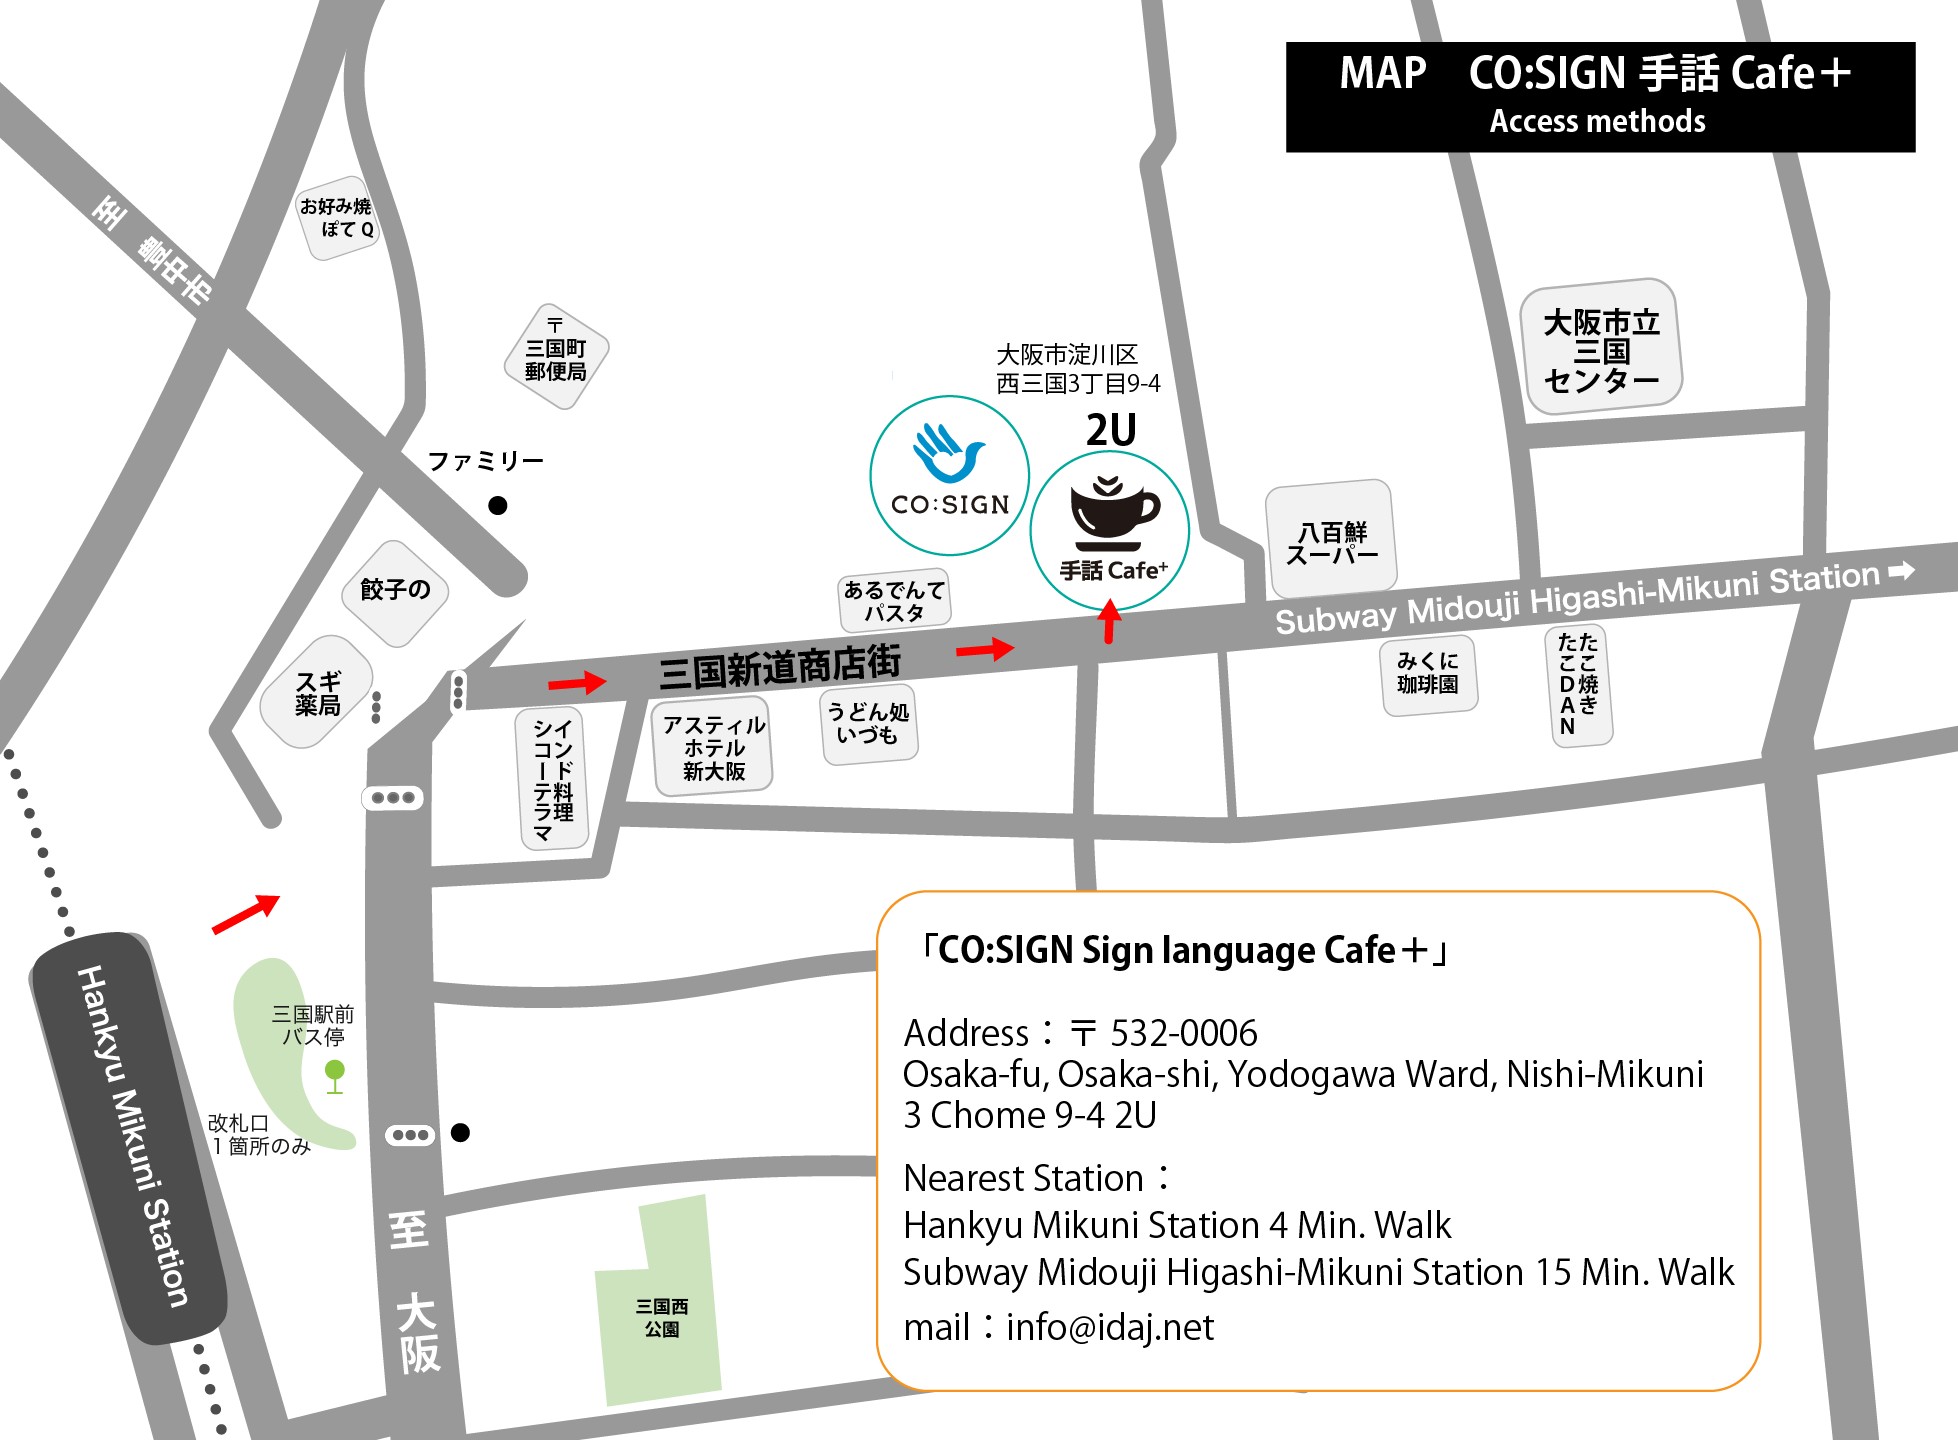 MAP　CO:SIGN 手話 Cafe＋
Access methods
至 豊中市
お好み焼
ぽて Q
〒
三国町
郵便局
ファミリー
大阪市淀川区
西三国3丁目9-4
2U
CO:SIGN
手話 Cafe⁺
大阪市立
三国
センター
八百鮮
スーパー
餃子の
スギ
薬局
あるでんて
パスタ
三国新道商店街
Subway Midouji Higashi-Mikuni Station
インド料理
シコーテラマ
アスティル
ホテル
新大阪
うどん処
いづも
みくに
珈琲園
たこ焼き
たこDAN
Hankyu Mikuni Station
三国駅前
バス停
改札口
１箇所のみ
至 大阪
三国西
公園
「CO:SIGN Sign language Cafe＋」
Address：〒 532-0006
Osaka-fu, Osaka-shi, Yodogawa Ward, Nishi-Mikuni
3 Chome 9-4 2U
Nearest Station：
Hankyu Mikuni Station 4 Min. Walk
Subway Midouji Higashi-Mikuni Station 15 Min. Walk
mail：info@idaj.net